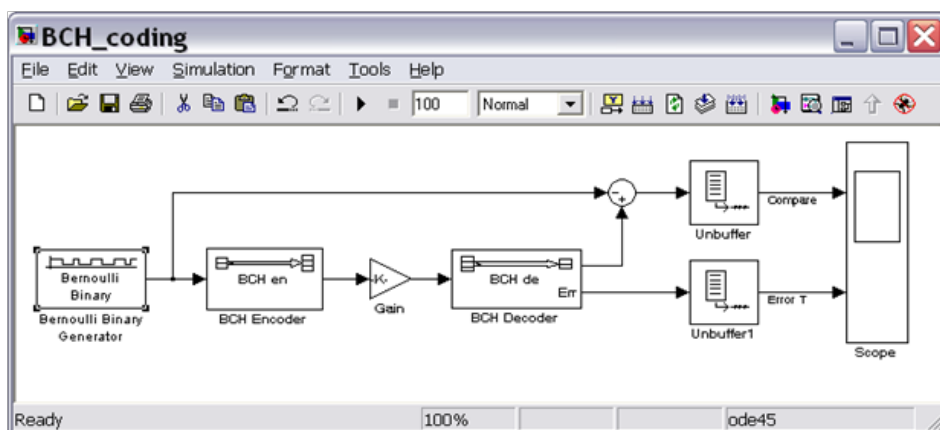 BCH_coding
File Edit View Simulation Format Tools Help
100 Normal
Compare
Unbuffer
Bernoulli
Binary
Bernoulli Binary
Generator
BCH en
BCH Encoder
-K-
Gain
BCH de
Err
BCH Decoder
Error T
Unbuffer1
Scope
Ready 100% ode45